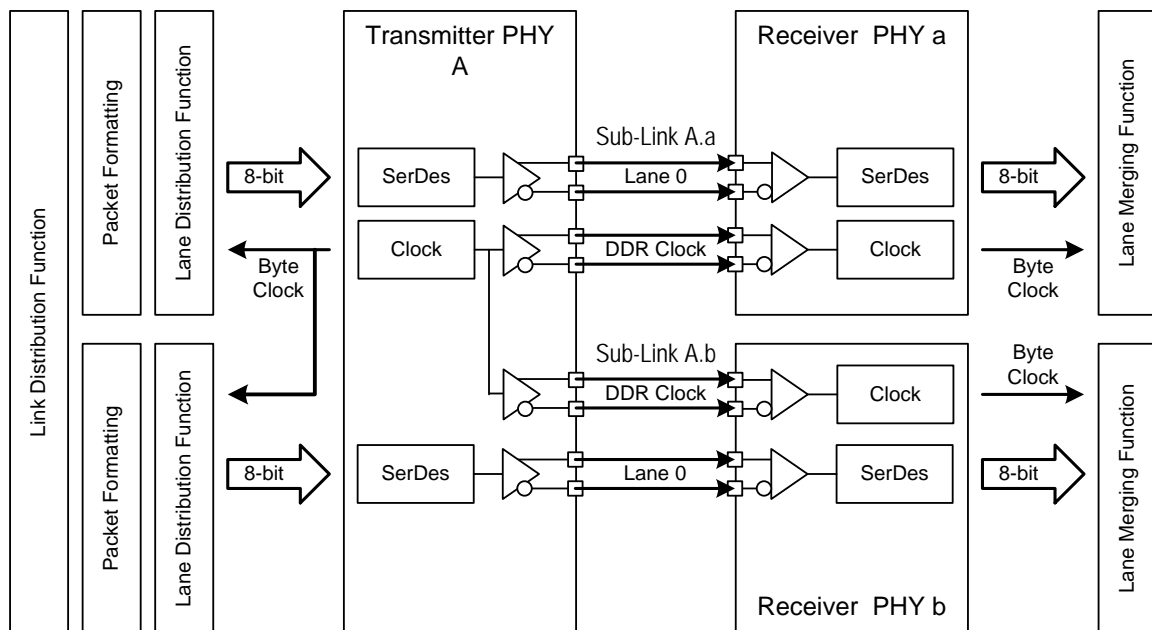 Link Distribution Function
Packet Formatting
Lane Distribution Function
8-bit
Byte
Clock
Transmitter PHY
A
SerDes
Clock
Sub-Link A.a
Lane 0
DDR Clock
Receiver PHY a
SerDes
Clock
8-bit
Byte
Clock
Lane Merging Function
Packet Formatting
Lane Distribution Function
8-bit
SerDes
Sub-Link A.b
DDR Clock
Lane 0
Clock
SerDes
Receiver PHY b
Byte
Clock
8-bit
Lane Merging Function